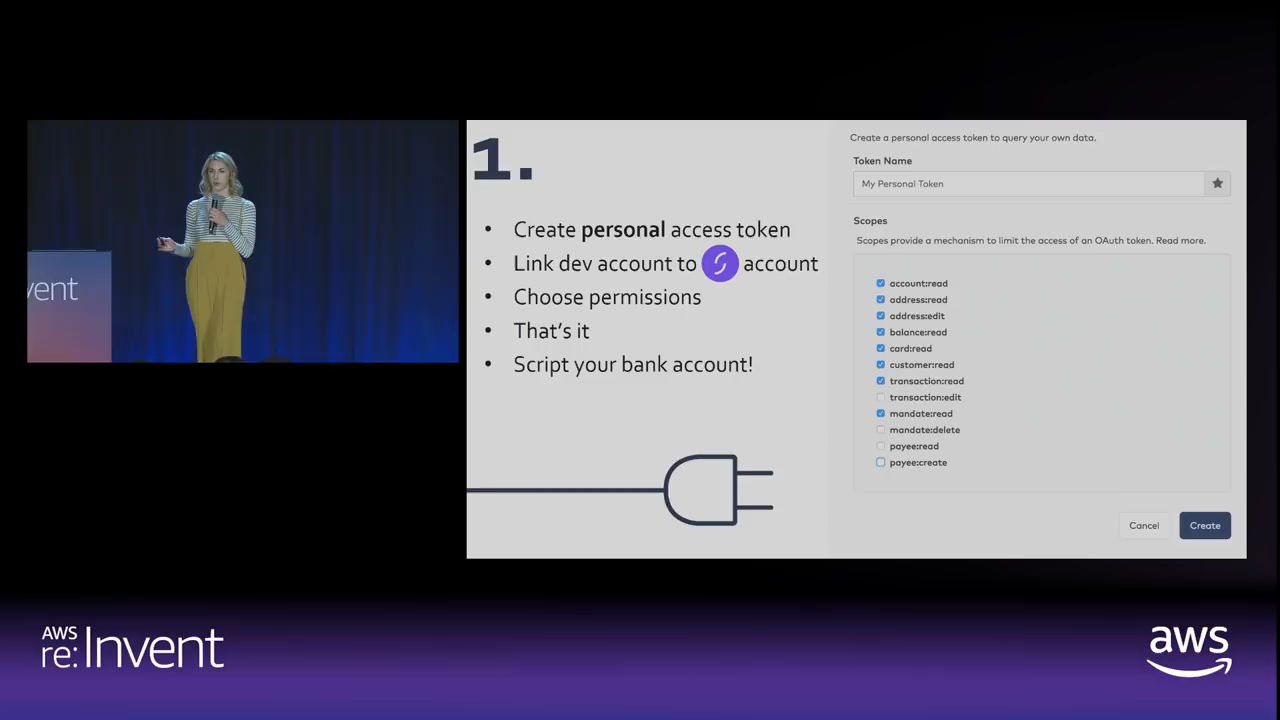 vent
1.
• Create personal access token
• Link dev account to account
• Choose permissions
• That's it
• Script your bank account!
Create a personal access token to query your own data.
Token Name
My Personal Token
Scopes
Scopes provide a mechanism to limit the access of an OAuth token. Read more.
account:read
address:read
address:edit
balance:read
card:read
customer:read
transaction:read
transaction:edit
mandate:read
mandate:delete
payee:read
payee:create
Cancel
Create
AWS
re:Invent
aws